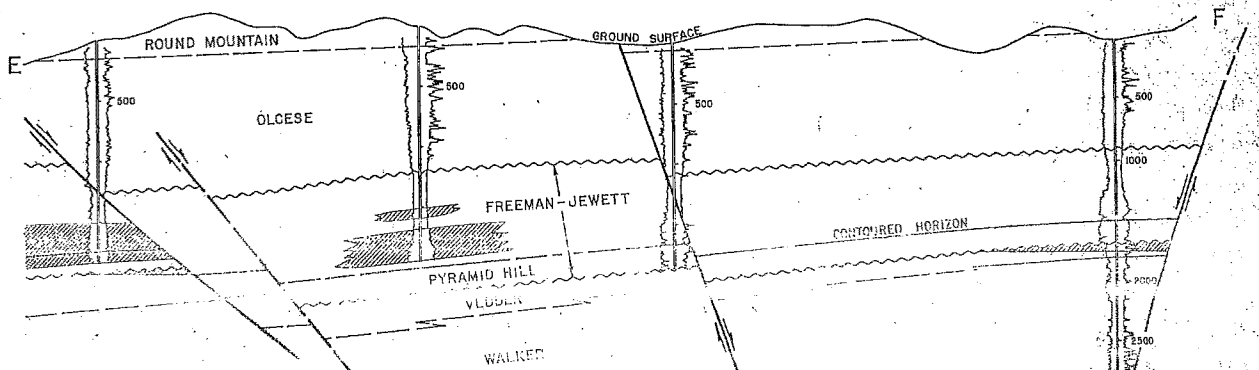 F
E
ROUND MOUNTAIN
GROUND SURFACE
500
500
500
500
OLCESE
1000
FREEMAN-JEWETT
CONTOURED HORIZON
PYRAMID HILL
2000
VEDDER
WALKER
2500